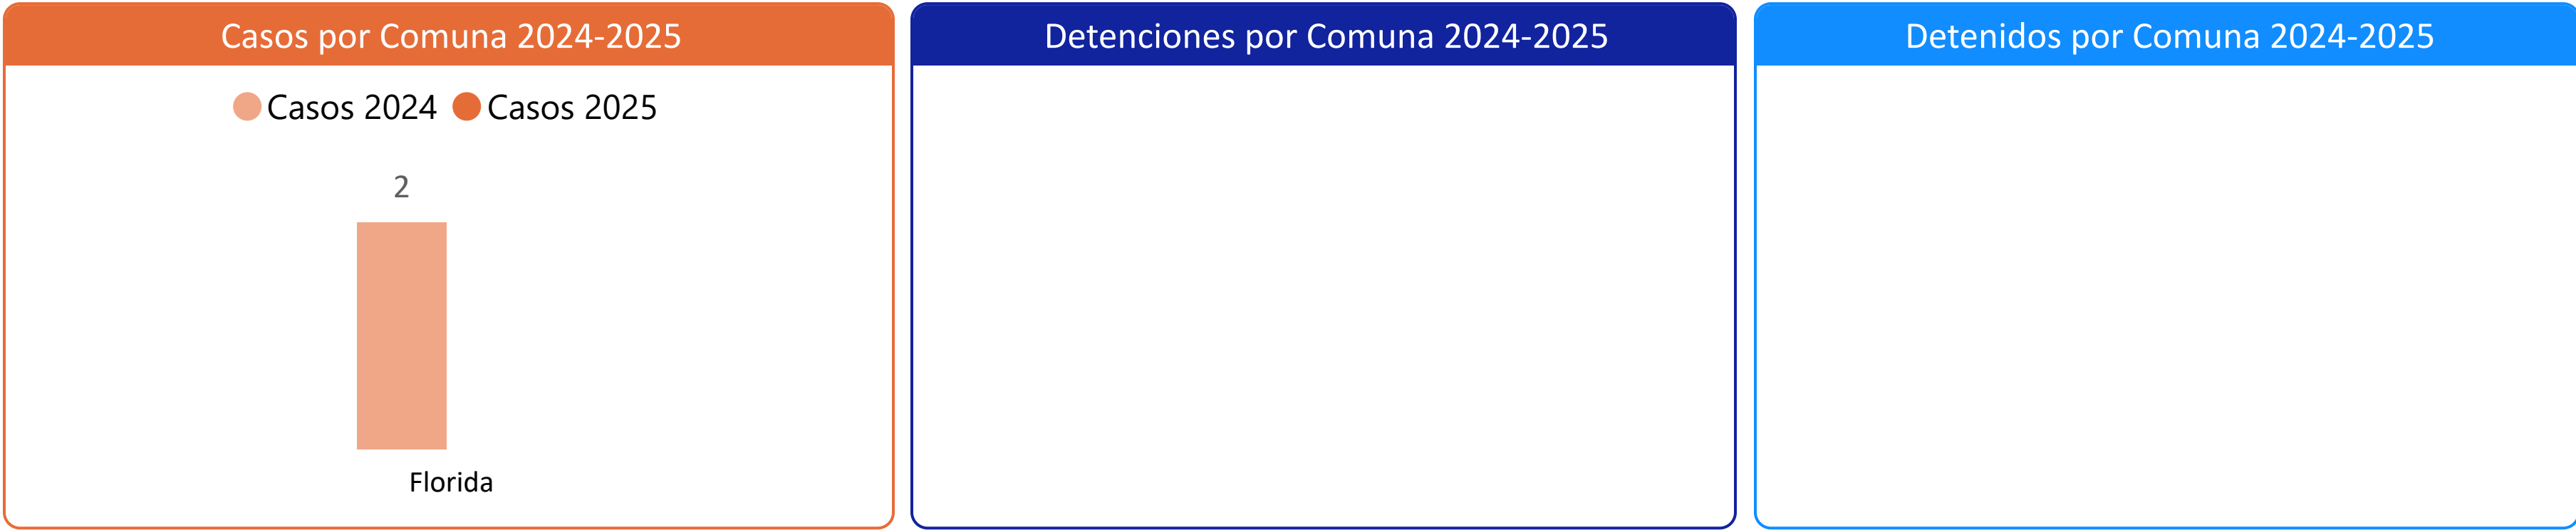 Casos por Comuna 2024-2025
Casos 2024 Casos 2025
2
Florida
Detenciones por Comuna 2024-2025
Detenidos por Comuna 2024-2025